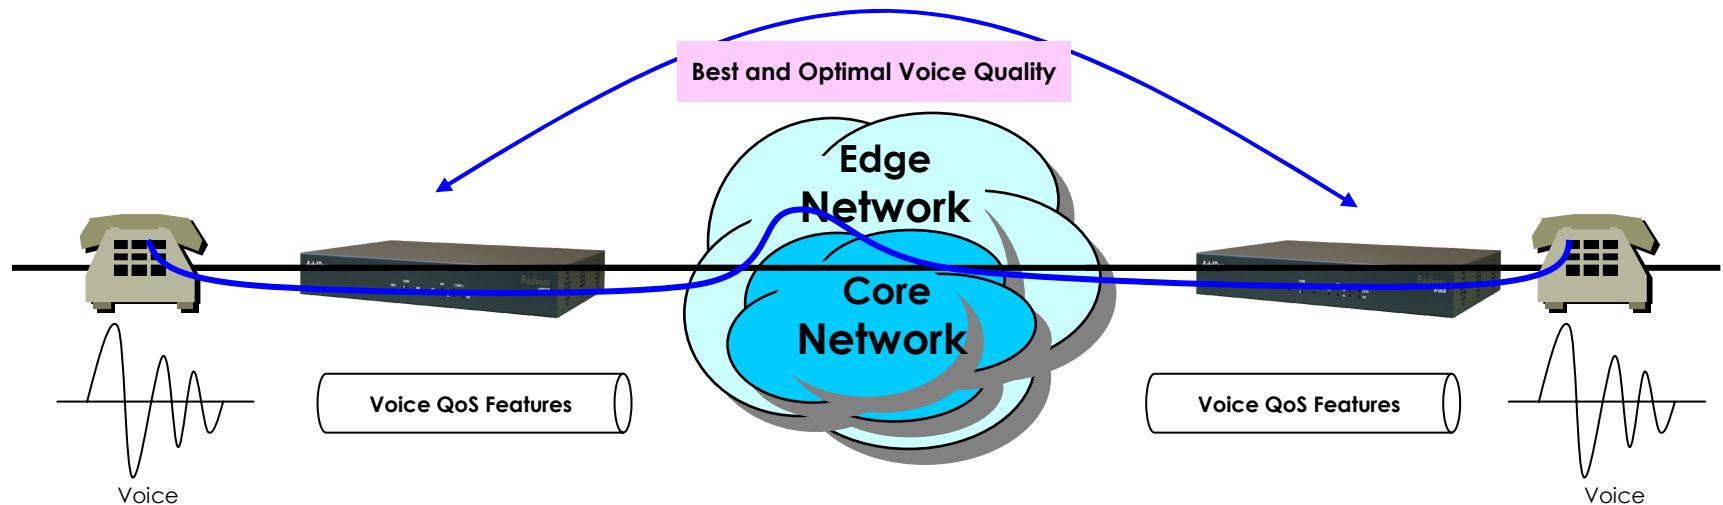 Best and Optimal Voice Quality
Edge
Network
Core
Network
Voice QoS Features
Voice QoS Features
Voice
Voice